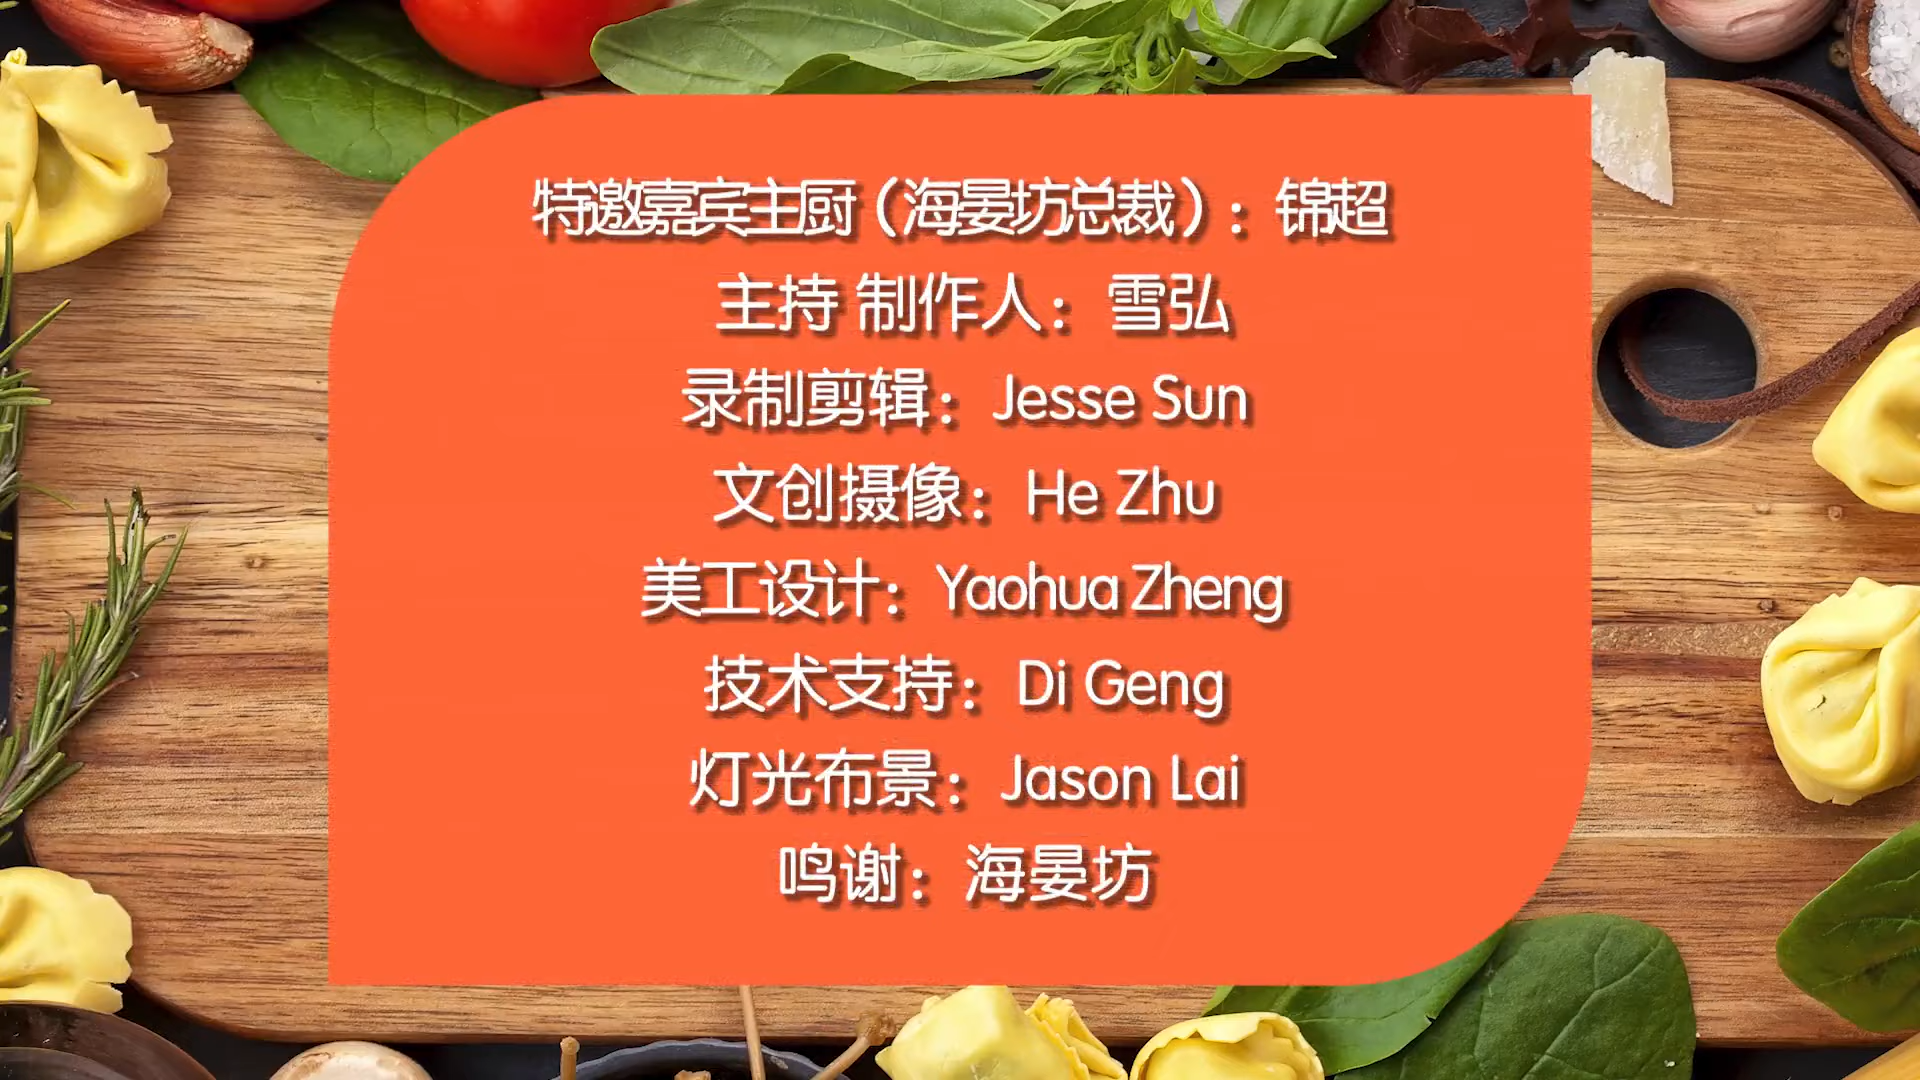 特邀嘉宾主厨（海晏坊总裁）：锦超
主持 制作人：雪弘
录制剪辑：Jesse Sun
文创摄像：He Zhu
美工设计：Yaohua Zheng
技术支持：Di Geng
灯光布景：Jason Lai
鸣谢：海晏坊